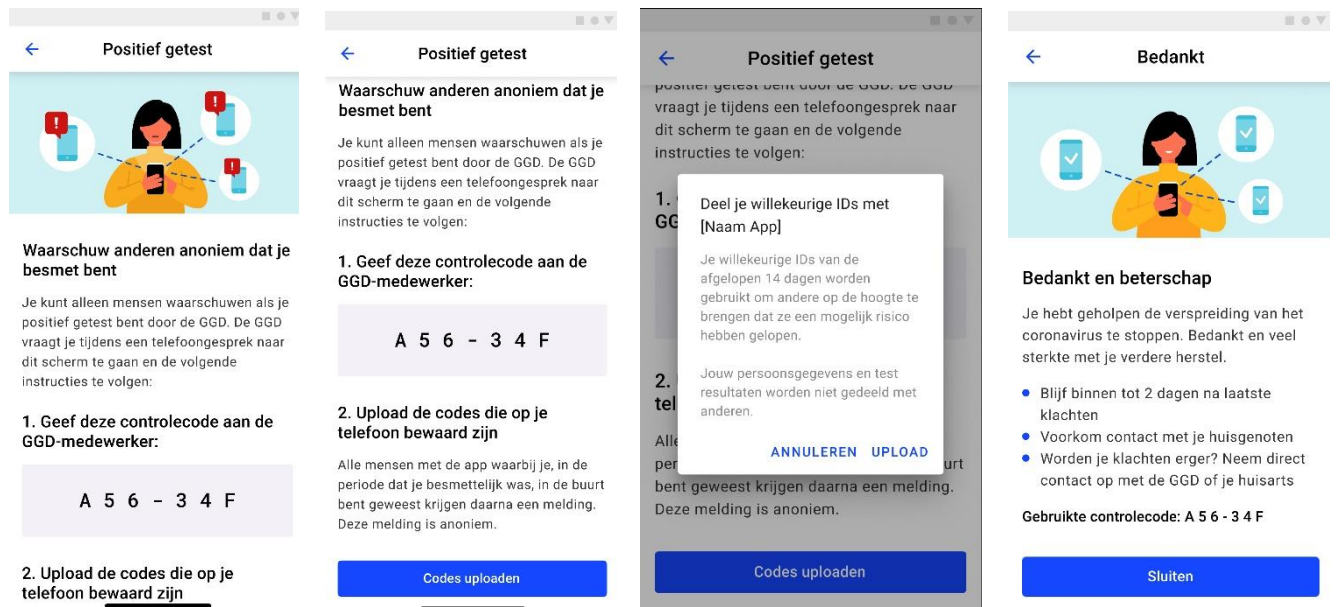 Positief getest
Waarschuw anderen anoniem dat je
besmet bent
Je kunt alleen mensen waarschuwen als je
positief getest bent door de GGD. De GGD
vraagt je tijdens een telefoongesprek naar
dit scherm te gaan en de volgende
instructies te volgen:
1. Geef deze controlecode aan de
GGD-medewerker:
A 5 6 - 3 4 F
2. Upload de codes die op je
telefoon bewaard zijn
Positief getest
Waarschuw anderen anoniem dat je
besmet bent
Je kunt alleen mensen waarschuwen als je
positief getest bent door de GGD. De GGD
vraagt je tijdens een telefoongesprek naar
dit scherm te gaan en de volgende
instructies te volgen:
1. Geef deze controlecode aan de
GGD-medewerker:
A 5 6 - 3 4 F
2. Upload de codes die op je
telefoon bewaard zijn
Alle mensen met de app waarbij je, in de
periode dat je besmettelijk was, in de buurt
bent geweest krijgen daarna een melding.
Deze melding is anoniem.
Codes uploaden
Positief getest
positief getest bent door de GGD. De GGD
vraagt je tijdens een telefoongesprek naar
dit scherm te gaan en de volgende
instructies te volgen:
1.
GG
Deel je willekeurige IDs met
[Naam App]
Je willekeurige IDs van de
afgelopen 14 dagen worden
gebruikt om andere op de hoogte te
brengen dat ze een mogelijk risico
hebben gelopen.
Jouw persoonsgegevens en test
resultaten worden niet gedeeld met
anderen.
ANNULEREN UPLOAD
2.
tel
Alle
per urt
bent geweest krijgen daarna een melding.
Deze melding is anoniem.
Codes uploaden
Bedankt
Bedankt en beterschap
Je hebt geholpen de verspreiding van het
coronavirus te stoppen. Bedankt en veel
sterkte met je verdere herstel.
Blijf binnen tot 2 dagen na laatste
klachten
Voorkom contact met je huisgenoten
Worden je klachten erger? Neem direct
contact op met de GGD of je huisarts
Gebruikte controlecode: A 5 6 - 3 4 F
Sluiten